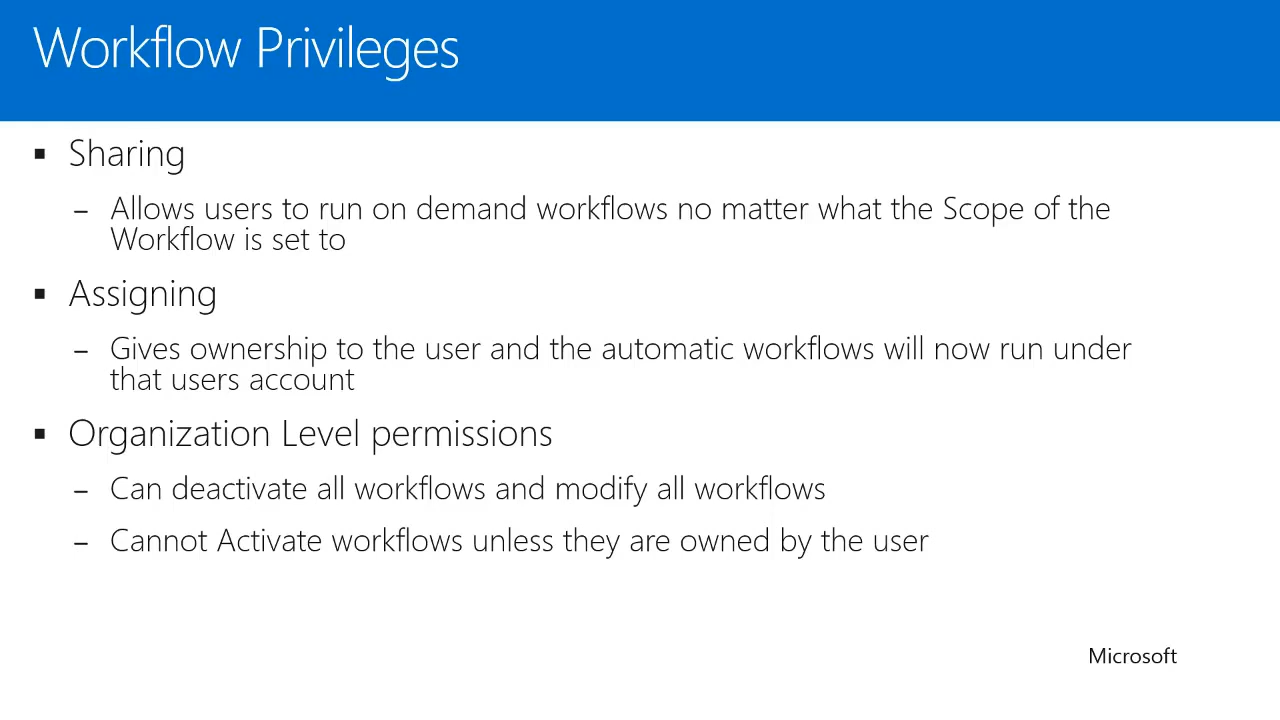 Workflow Privileges
▪ Sharing
– Allows users to run on demand workflows no matter what the Scope of the
Workflow is set to
▪ Assigning
– Gives ownership to the user and the automatic workflows will now run under
that users account
▪ Organization Level permissions
– Can deactivate all workflows and modify all workflows
– Cannot Activate workflows unless they are owned by the user
Microsoft